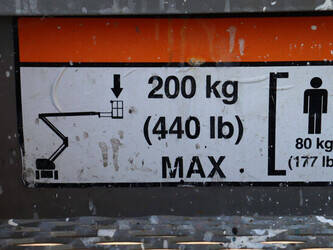 200 kg
(440 lb)
MAX
80 kg
(177 lb